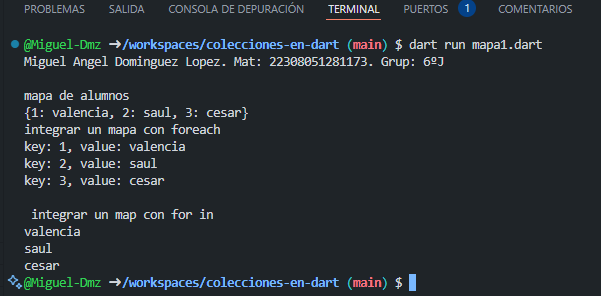 PROBLEMAS SALIDA CONSOLA DE DEPURACIÓN TERMINAL PUERTOS 1 COMENTARIOS
@Miguel-Dmz ➜/workspaces/colecciones-en-dart (main) $ dart run mapa1.dart
Miguel Angel Dominguez Lopez. Mat: 22308051281173. Grup: 6ºJ
mapa de alumnos
{1: valencia, 2: saul, 3: cesar}
integrar un mapa con foreach
key: 1, value: valencia
key: 2, value: saul
key: 3, value: cesar
integrar un map con for in
valencia
saul
cesar
@Miguel-Dmz ➜/workspaces/colecciones-en-dart (main) $